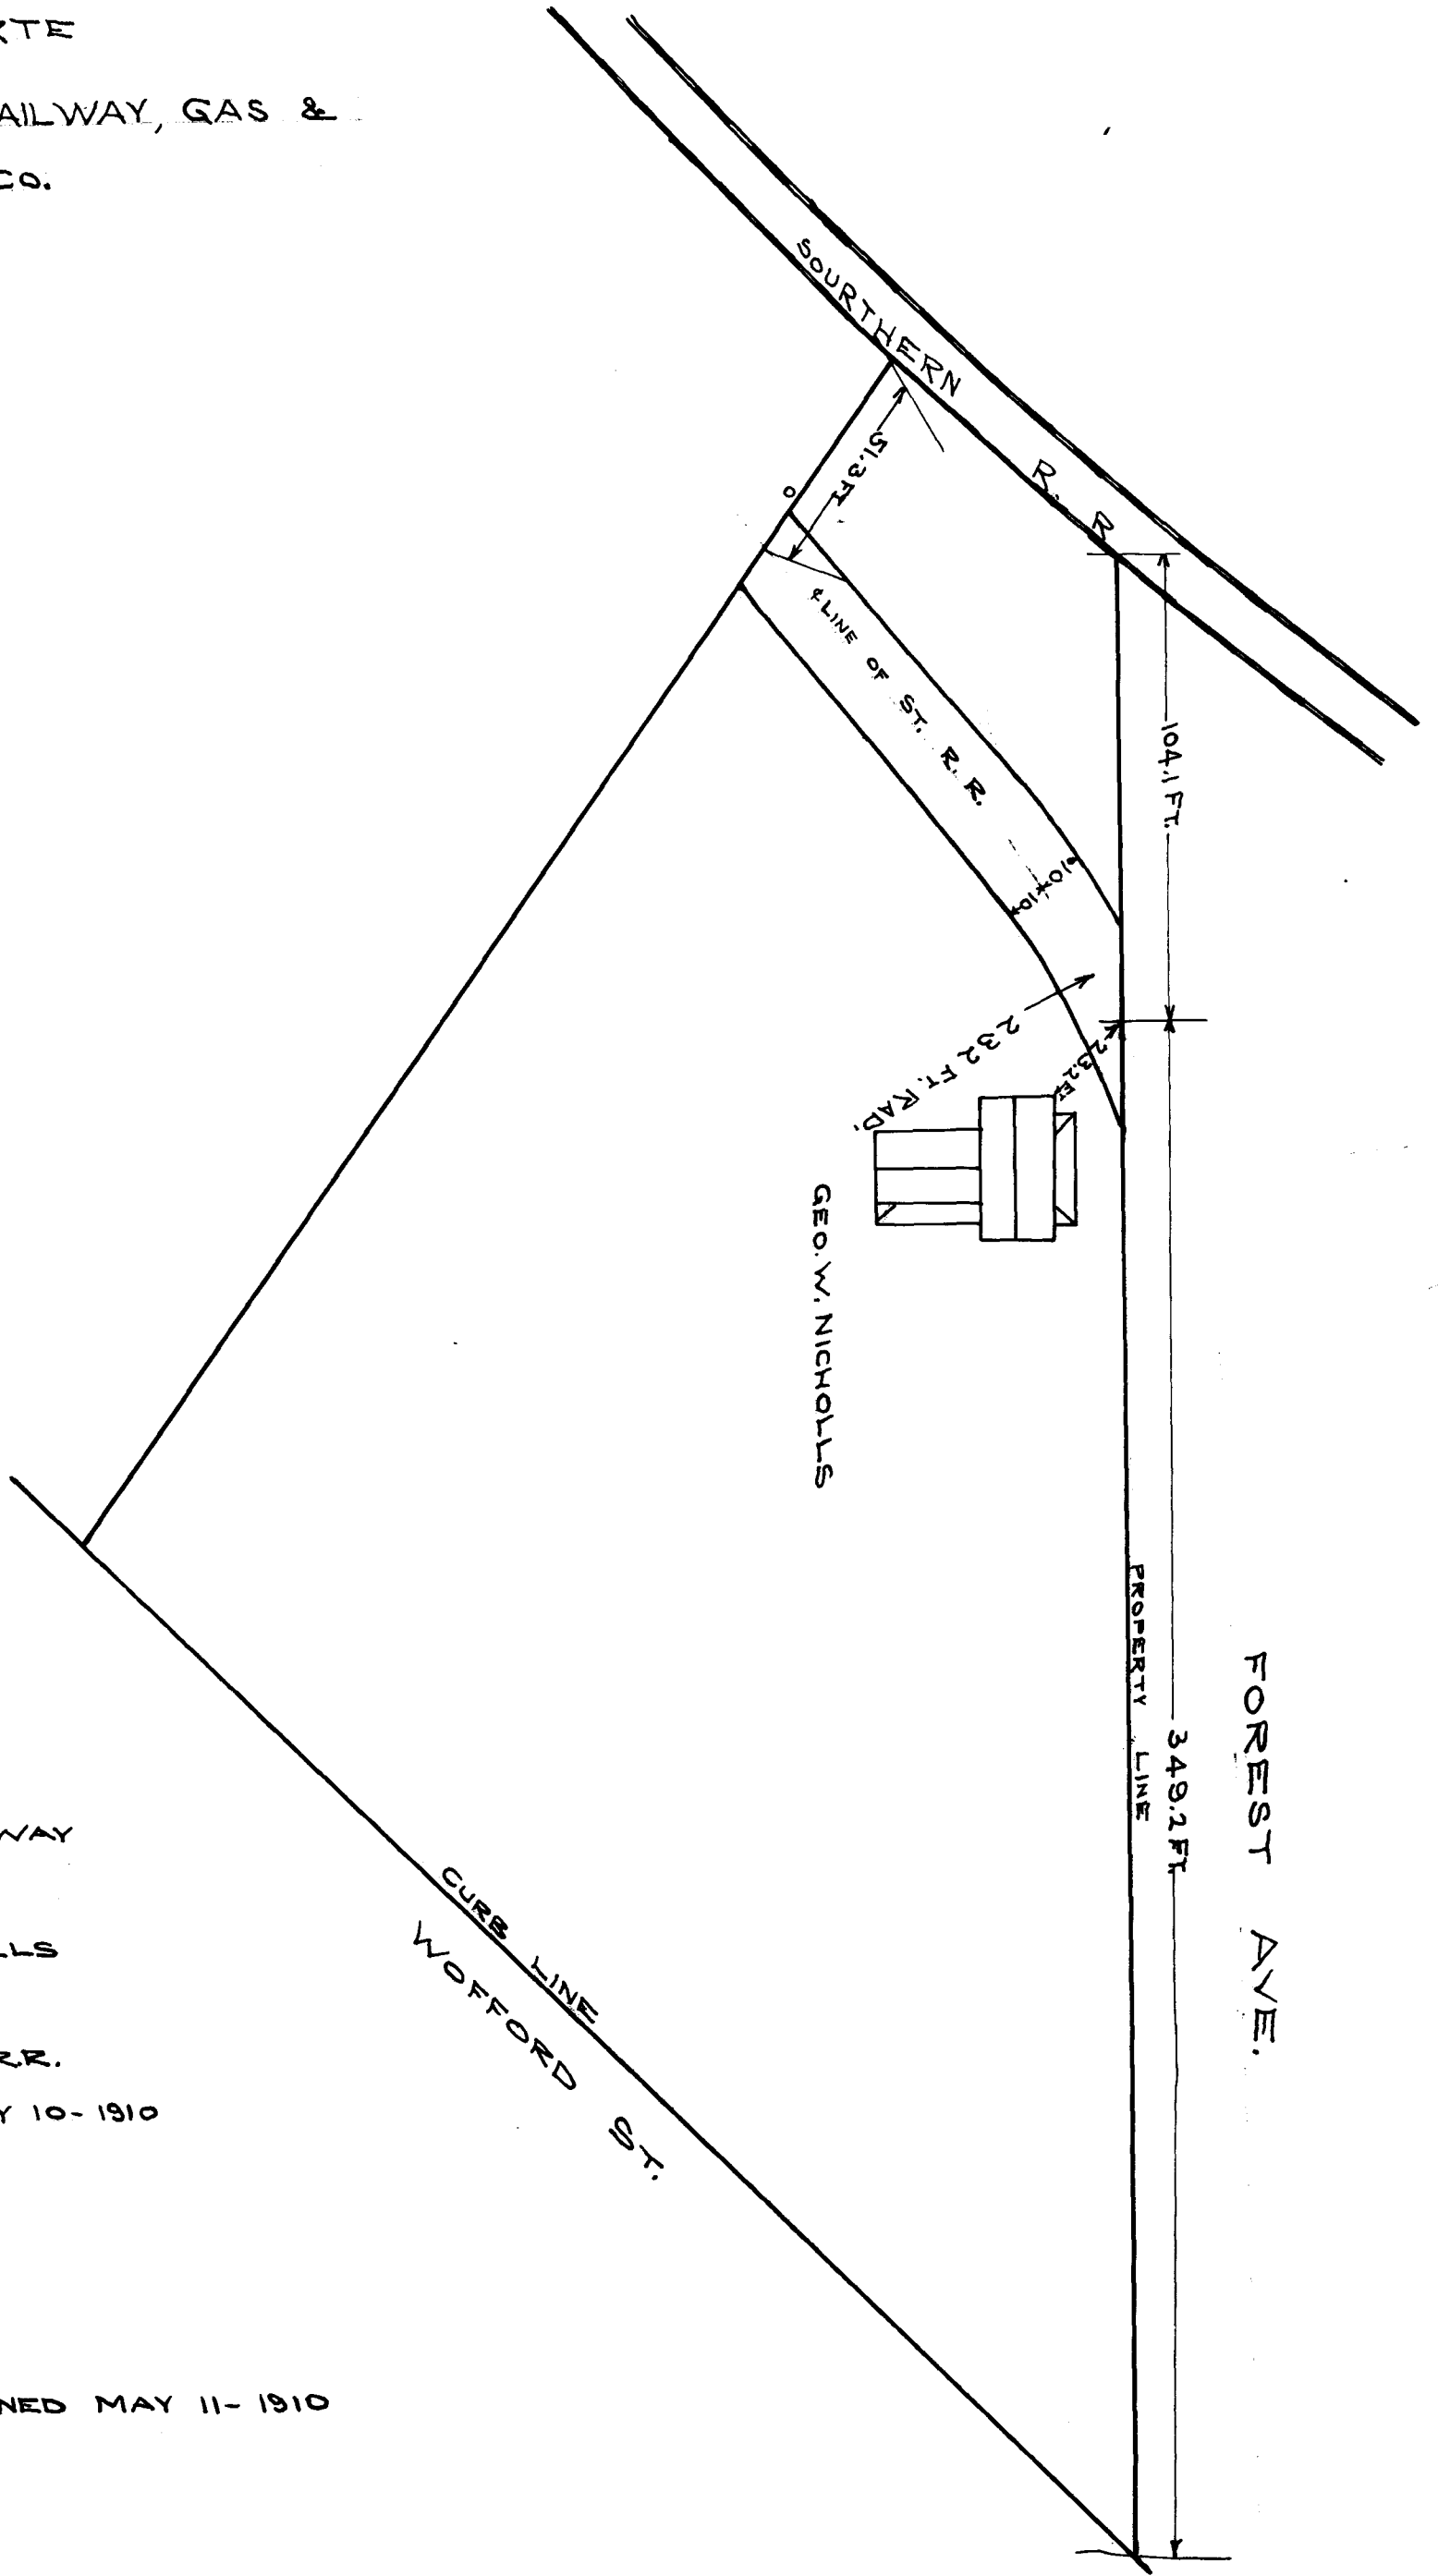 RTE
AILWAY, GAS &
CO.
SOURTHERN R. R.
51.3 FT
℄ LINE OF ST. R. R.
104.1 FT.
10
10
232 FT. RAD.
23.2 FT
GEO. W. NICHOLLS
PROPERTY LINE
349.2 FT.
FOREST AVE.
CURB LINE
WOFFORD ST.
WAY
LLS
R.R.
Y 10-1910
NED MAY 11-1910